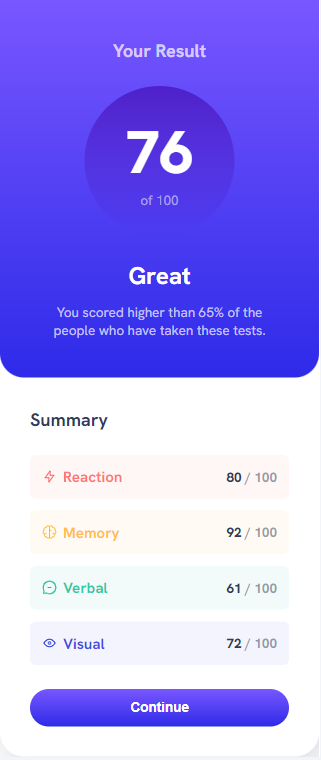 Your Result
76
of 100
Great
You scored higher than 65% of the
people who have taken these tests.
Summary
Reaction 80 / 100
Memory 92 / 100
Verbal 61 / 100
Visual 72 / 100
Continue